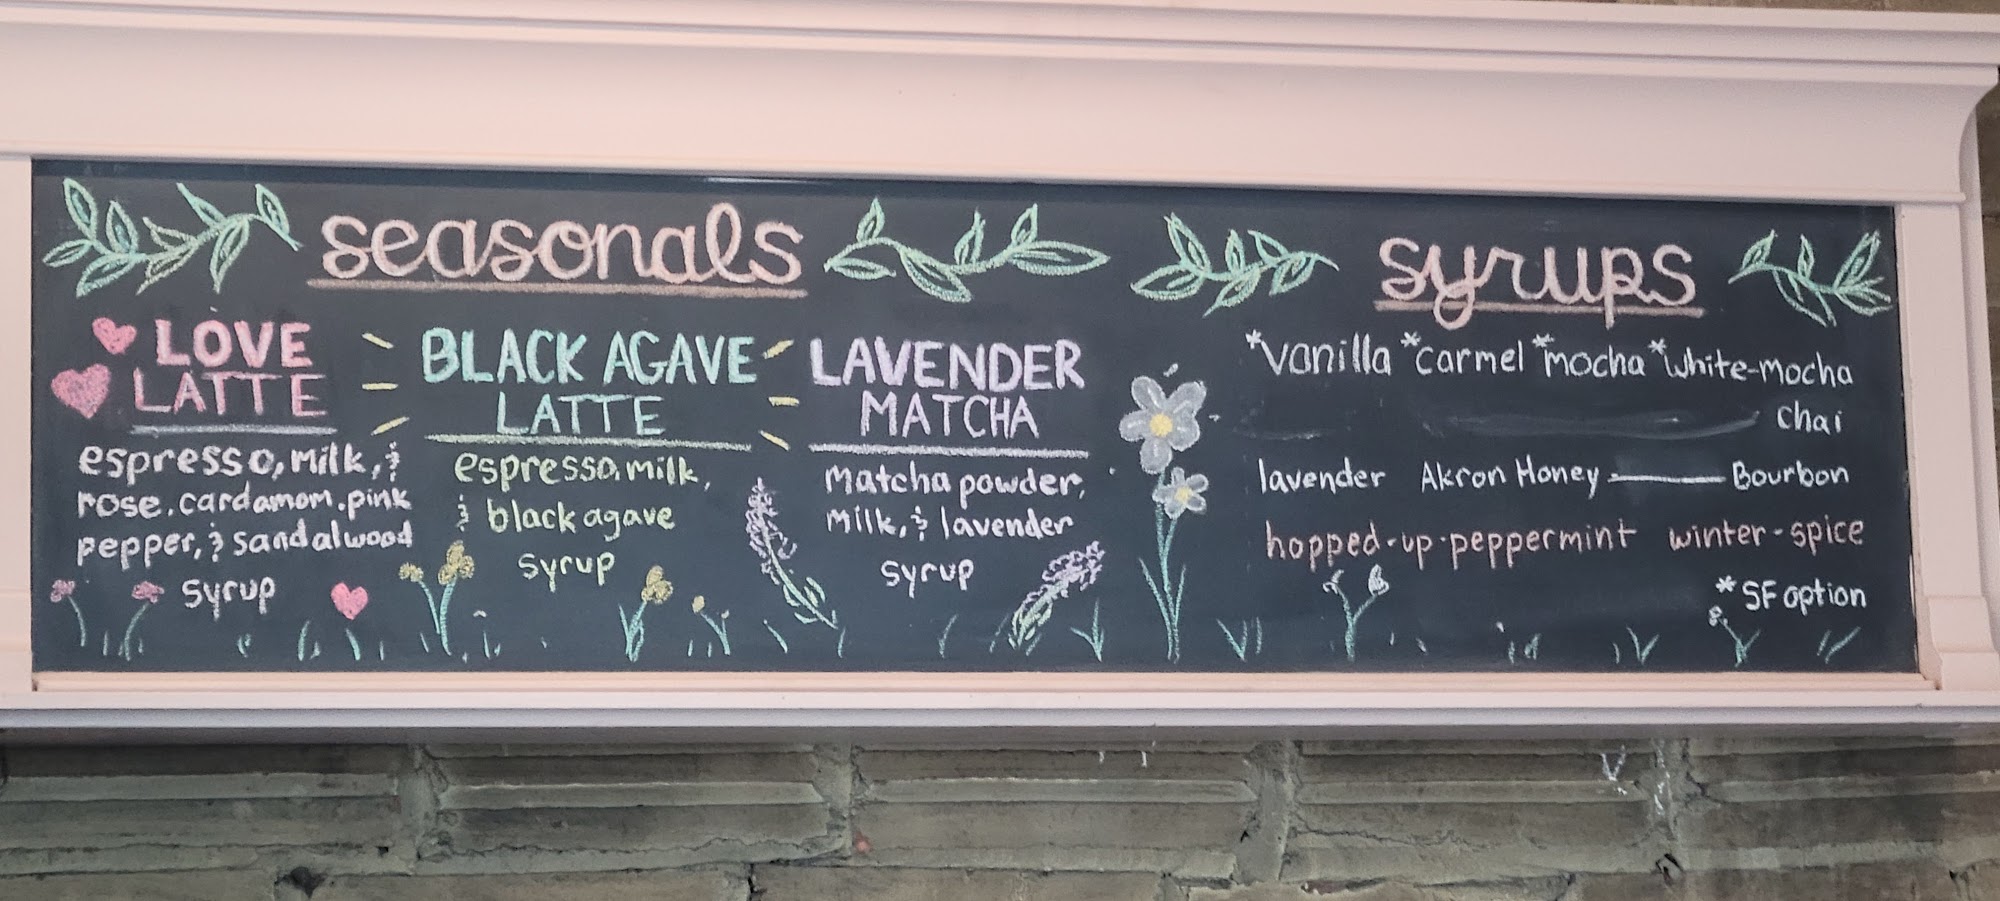 seasonals
LOVE
LATTE
espresso, milk, &
rose, cardamom, pink
pepper, & sandalwood
syrup
BLACK AGAVE
LATTE
espresso, milk,
& black agave
syrup
LAVENDER
MATCHA
Matcha powder,
milk, & lavender
syrup
syrups
*vanilla *carmel *mocha *white-mocha
chai
lavender Akron Honey — Bourbon
hopped-up-peppermint winter-spice
*SF option